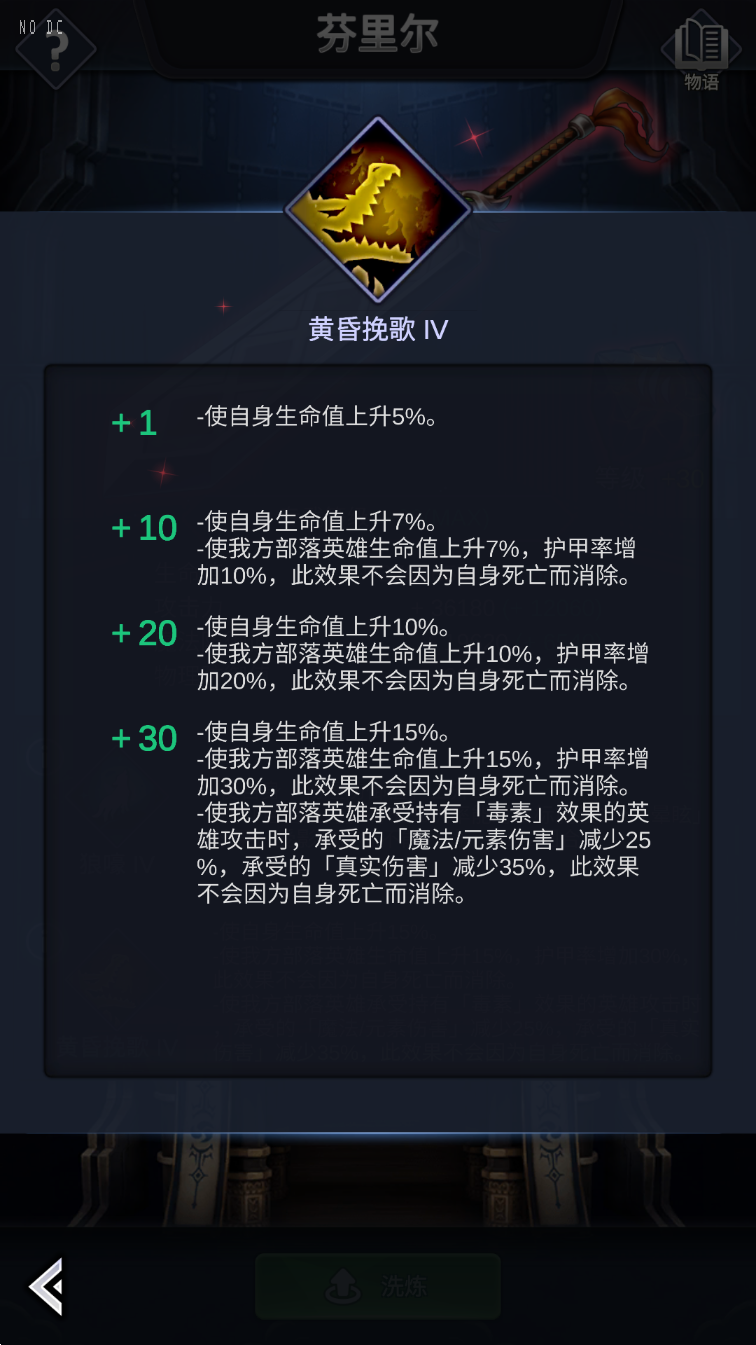 NO DC
芬里尔
?
物语
黄昏挽歌 IV
+1
-使自身生命值上升5%。
+10
-使自身生命值上升7%。
-使我方部落英雄生命值上升7%，护甲率增
加10%，此效果不会因为自身死亡而消除。
+20
-使自身生命值上升10%。
-使我方部落英雄生命值上升10%，护甲率增
加20%，此效果不会因为自身死亡而消除。
+30
-使自身生命值上升15%。
-使我方部落英雄生命值上升15%，护甲率增
加30%，此效果不会因为自身死亡而消除。
-使我方部落英雄承受持有「毒素」效果的英
雄攻击时，承受的「魔法/元素伤害」减少25
%，承受的「真实伤害」减少35%，此效果
不会因为自身死亡而消除。
洗炼